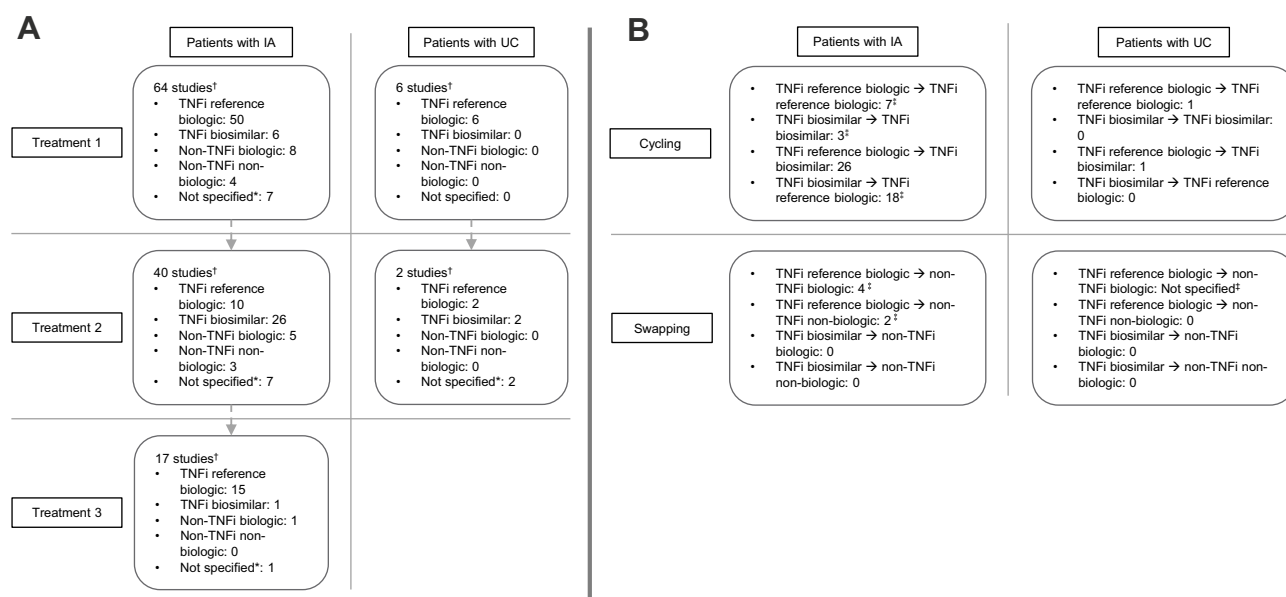 A
Patients with IA
Patients with UC
Treatment 1
64 studies†
• TNFi reference
biologic: 50
• TNFi biosimilar: 6
• Non-TNFi biologic: 8
• Non-TNFi non-
biologic: 4
• Not specified*: 7
6 studies†
• TNFi reference
biologic: 6
• TNFi biosimilar: 0
• Non-TNFi biologic: 0
• Non-TNFi non-
biologic: 0
• Not specified: 0
Treatment 2
40 studies†
• TNFi reference
biologic: 10
• TNFi biosimilar: 26
• Non-TNFi biologic: 5
• Non-TNFi non-
biologic: 3
• Not specified*: 7
2 studies†
• TNFi reference
biologic: 2
• TNFi biosimilar: 2
• Non-TNFi biologic: 0
• Non-TNFi non-
biologic: 0
• Not specified*: 2
Treatment 3
17 studies†
• TNFi reference
biologic: 15
• TNFi biosimilar: 1
• Non-TNFi biologic: 1
• Non-TNFi non-
biologic: 0
• Not specified*: 1
B
Patients with IA
Patients with UC
Cycling
• TNFi reference biologic → TNFi
reference biologic: 7‡
• TNFi biosimilar → TNFi
biosimilar: 3‡
• TNFi reference biologic → TNFi
biosimilar: 26
• TNFi biosimilar → TNFi
reference biologic: 18‡
• TNFi reference biologic → TNFi
reference biologic: 1
• TNFi biosimilar → TNFi biosimilar:
0
• TNFi reference biologic → TNFi
biosimilar: 1
• TNFi biosimilar → TNFi reference
biologic: 0
Swapping
• TNFi reference biologic → non-
TNFi biologic: 4‡
• TNFi reference biologic → non-
TNFi non-biologic: 2‡
• TNFi biosimilar → non-TNFi
biologic: 0
• TNFi biosimilar → non-TNFi
non-biologic: 0
• TNFi reference biologic → non-
TNFi biologic: Not specified‡
• TNFi reference biologic → non-
TNFi non-biologic: 0
• TNFi biosimilar → non-TNFi
biologic: 0
• TNFi biosimilar → non-TNFi non-
biologic: 0